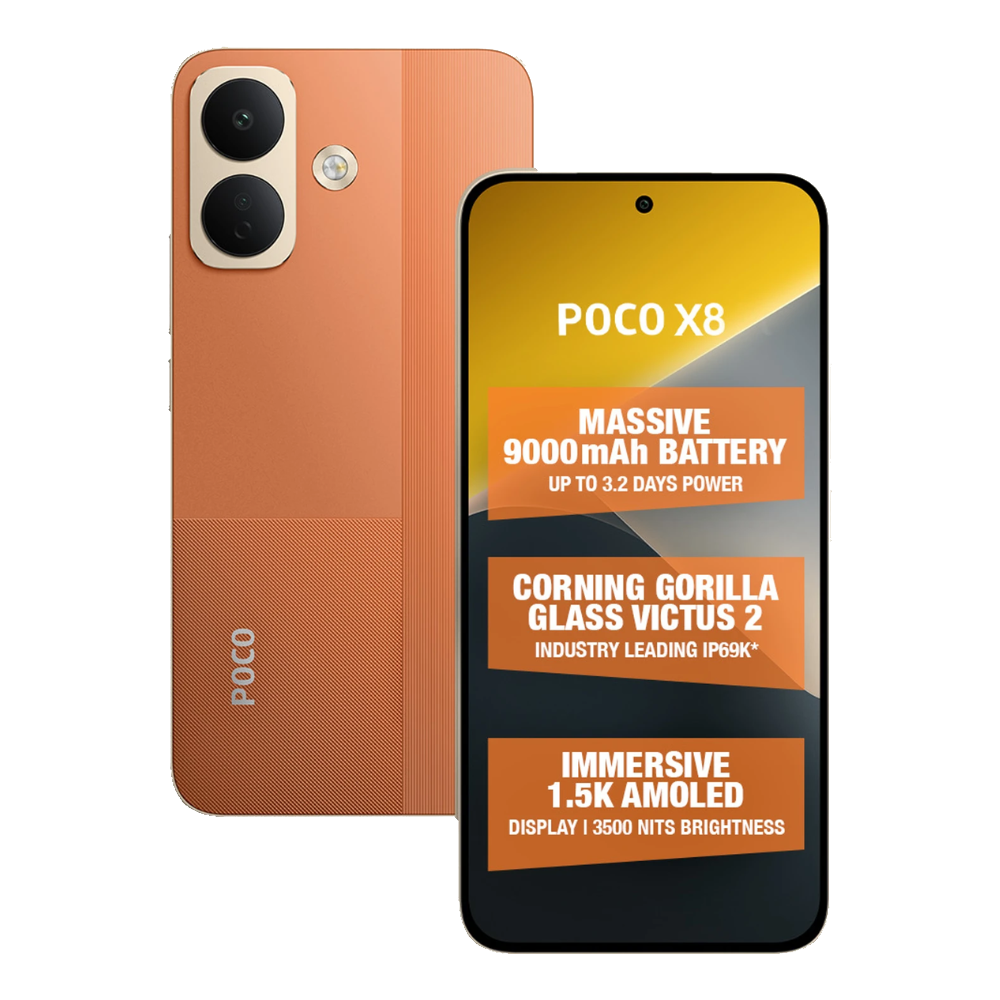 POCO
POCO X8
MASSIVE
9000mAh BATTERY
UP TO 3.2 DAYS POWER
CORNING GORILLA
GLASS VICTUS 2
INDUSTRY LEADING IP69K*
IMMERSIVE
1.5K AMOLED
DISPLAY | 3500 NITS BRIGHTNESS